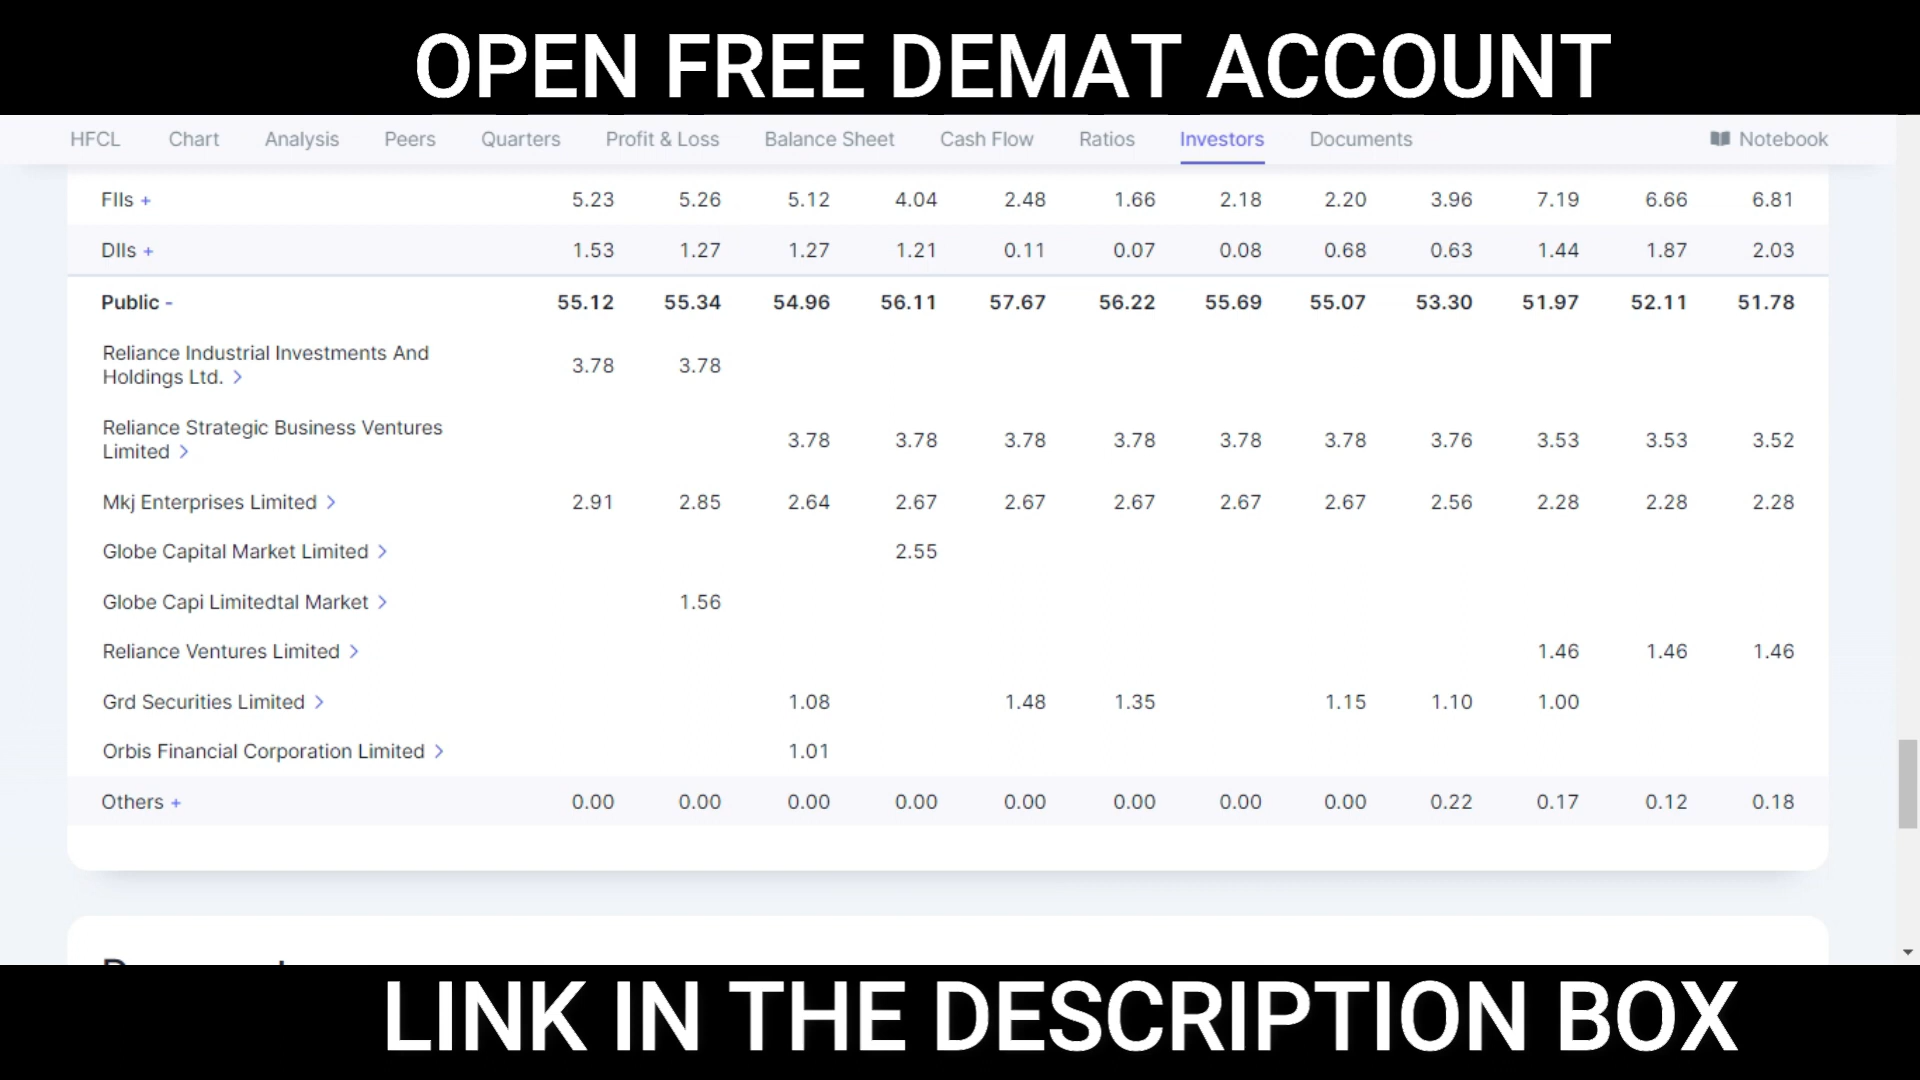 OPEN FREE DEMAT ACCOUNT
HFCL Chart Analysis Peers Quarters Profit & Loss Balance Sheet Cash Flow Ratios Investors Documents Notebook
FIIs + 5.23 5.26 5.12 4.04 2.48 1.66 2.18 2.20 3.96 7.19 6.66 6.81
DIIs + 1.53 1.27 1.27 1.21 0.11 0.07 0.08 0.68 0.63 1.44 1.87 2.03
Public - 55.12 55.34 54.96 56.11 57.67 56.22 55.69 55.07 53.30 51.97 52.11 51.78
Reliance Industrial Investments And
Holdings Ltd. > 3.78 3.78
Reliance Strategic Business Ventures
Limited > 3.78 3.78 3.78 3.78 3.78 3.78 3.76 3.53 3.53 3.52
Mkj Enterprises Limited > 2.91 2.85 2.64 2.67 2.67 2.67 2.67 2.67 2.56 2.28 2.28 2.28
Globe Capital Market Limited > 2.55
Globe Capi Limitedtal Market > 1.56
Reliance Ventures Limited > 1.46 1.46 1.46
Grd Securities Limited > 1.08 1.48 1.35 1.15 1.10 1.00
Orbis Financial Corporation Limited > 1.01
Others + 0.00 0.00 0.00 0.00 0.00 0.00 0.00 0.00 0.22 0.17 0.12 0.18
LINK IN THE DESCRIPTION BOX